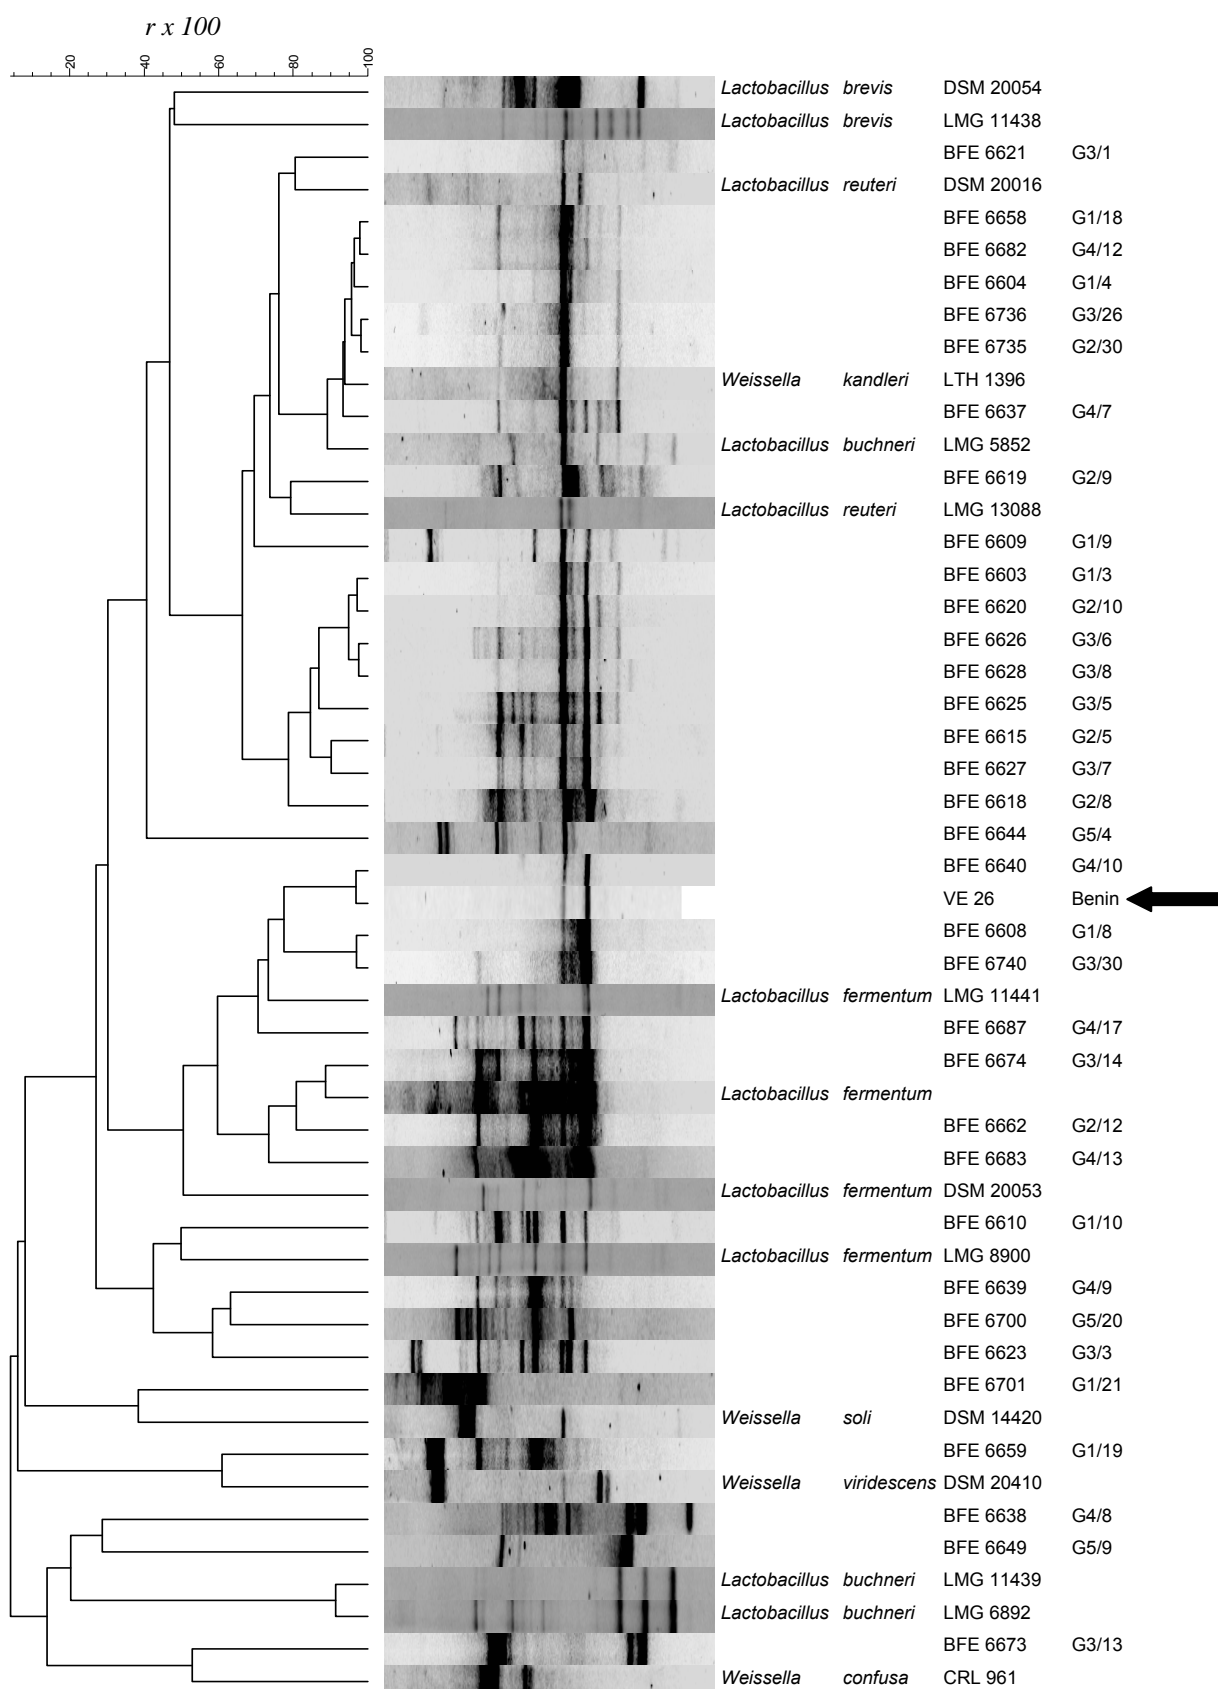 r x 100
20 40 60 80 100
Lactobacillus brevis DSM 20054
Lactobacillus brevis LMG 11438
BFE 6621 G3/1
Lactobacillus reuteri DSM 20016
BFE 6658 G1/18
BFE 6682 G4/12
BFE 6604 G1/4
BFE 6736 G3/26
BFE 6735 G2/30
Weissella kandleri LTH 1396
BFE 6637 G4/7
Lactobacillus buchneri LMG 5852
BFE 6619 G2/9
Lactobacillus reuteri LMG 13088
BFE 6609 G1/9
BFE 6603 G1/3
BFE 6620 G2/10
BFE 6626 G3/6
BFE 6628 G3/8
BFE 6625 G3/5
BFE 6615 G2/5
BFE 6627 G3/7
BFE 6618 G2/8
BFE 6644 G5/4
BFE 6640 G4/10
VE 26 Benin
BFE 6608 G1/8
BFE 6740 G3/30
Lactobacillus fermentum LMG 11441
BFE 6687 G4/17
BFE 6674 G3/14
Lactobacillus fermentum
BFE 6662 G2/12
BFE 6683 G4/13
Lactobacillus fermentum DSM 20053
BFE 6610 G1/10
Lactobacillus fermentum LMG 8900
BFE 6639 G4/9
BFE 6700 G5/20
BFE 6623 G3/3
BFE 6701 G1/21
Weissella soli DSM 14420
BFE 6659 G1/19
Weissella viridescens DSM 20410
BFE 6638 G4/8
BFE 6649 G5/9
Lactobacillus buchneri LMG 11439
Lactobacillus buchneri LMG 6892
BFE 6673 G3/13
Weissella confusa CRL 961